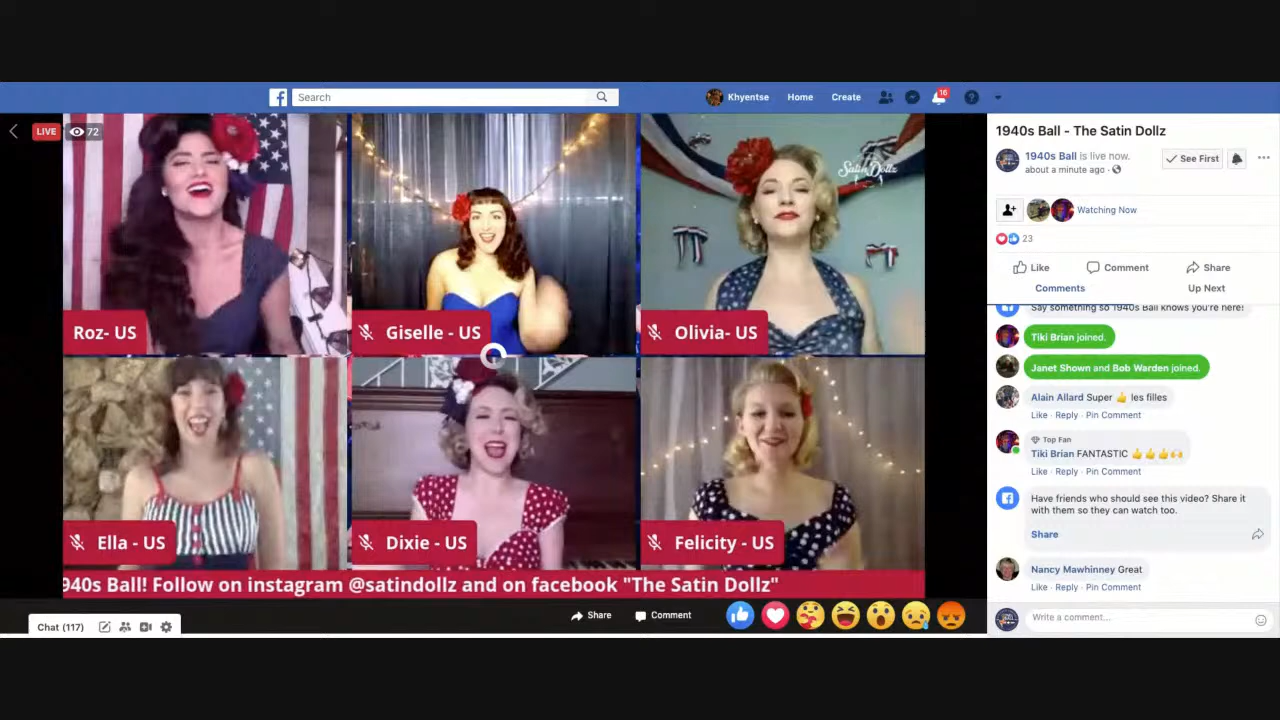 Search
Khyentse
Home
Create
16
LIVE
72
Satin Dollz
Roz- US
Giselle - US
Olivia- US
Ella - US
Dixie - US
Felicity - US
940s Ball! Follow on instagram @satindollz and on facebook "The Satin Dollz"
Share
Comment
Chat (117)
1940s Ball - The Satin Dollz
1940s Ball is live now.
about a minute ago ·
See First
Watching Now
23
Like
Comment
Share
Comments
Up Next
Say something so 1940s Ball knows you're here!
Tiki Brian joined.
Janet Shown and Bob Warden joined.
Alain Allard Super 👍 les filles
Like · Reply · Pin Comment
Top Fan
Tiki Brian FANTASTIC 👍👍👍🙌
Like · Reply · Pin Comment
Have friends who should see this video? Share it
with them so they can watch too.
Share
Nancy Mawhinney Great
Like · Reply · Pin Comment
Write a comment...